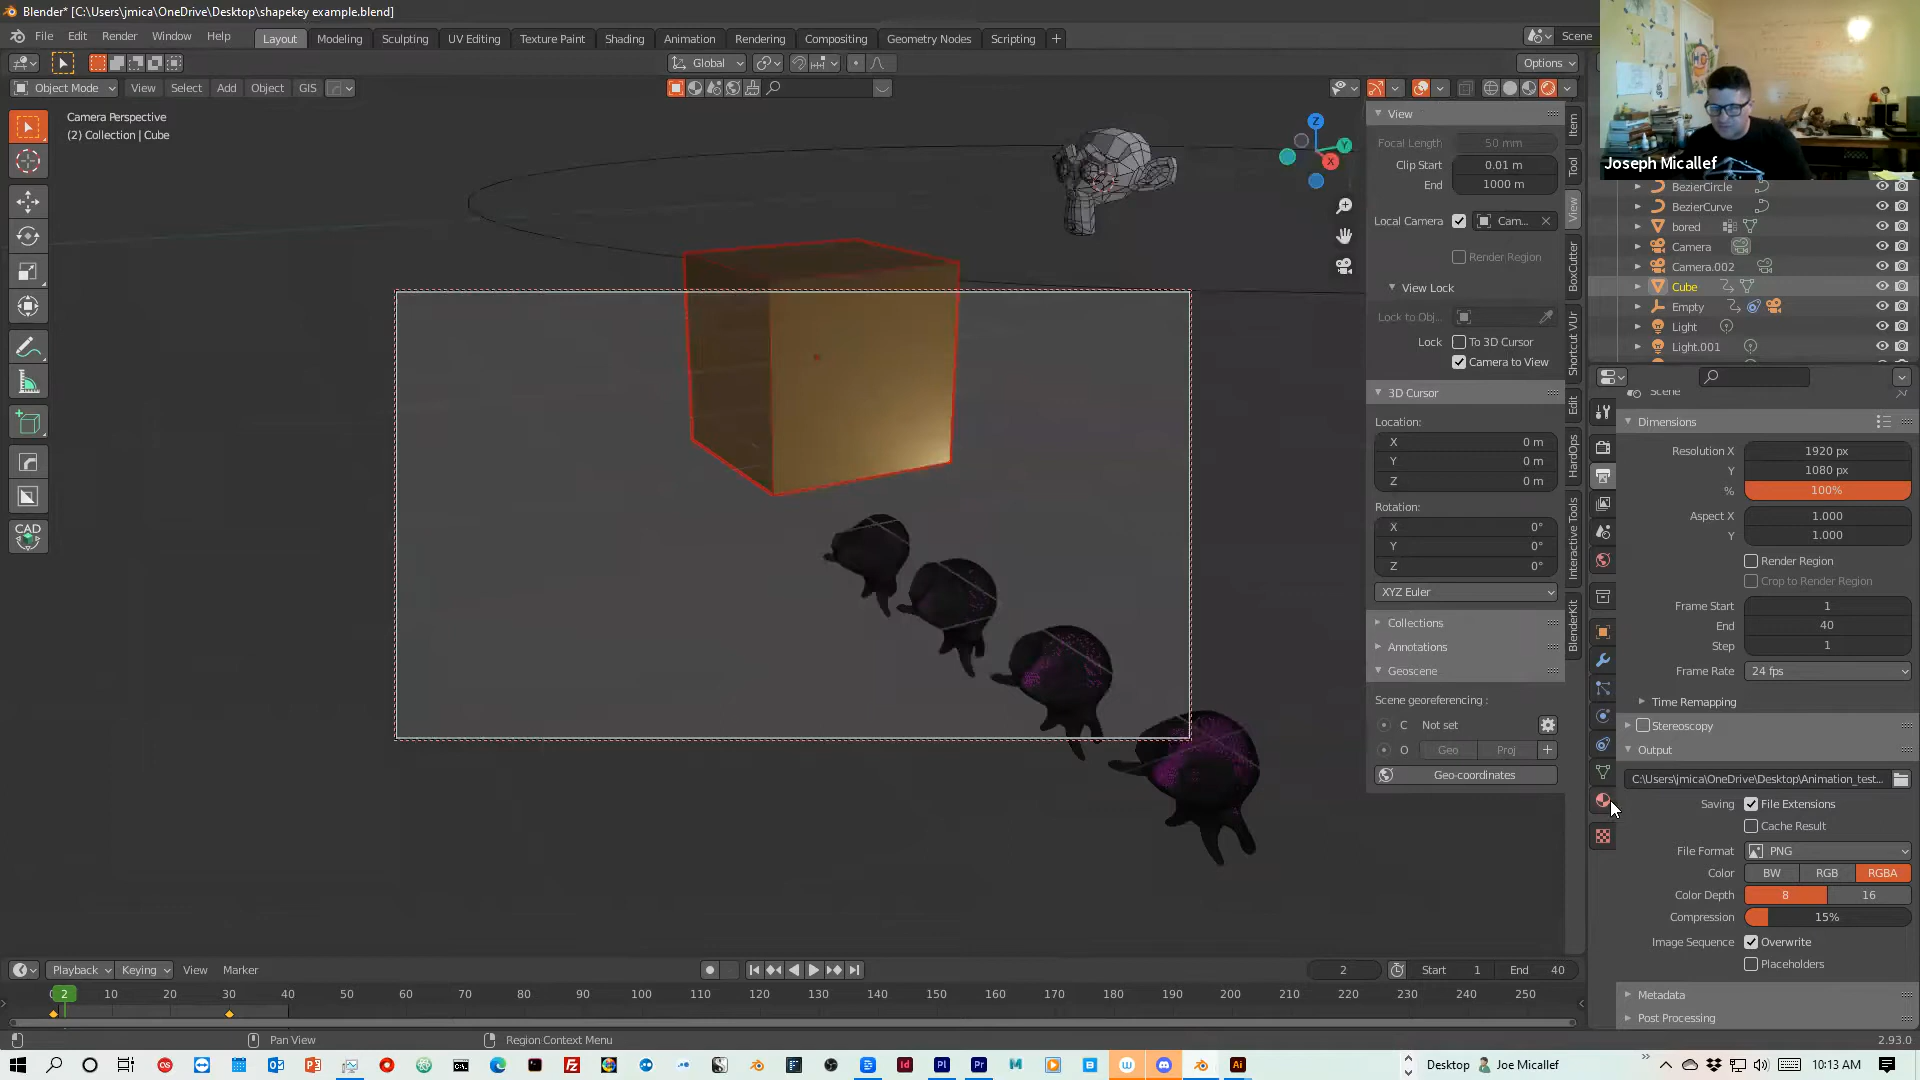 Blender* [C:\Users\jmica\OneDrive\Desktop\shapekey example.blend]
File Edit Render Window Help
Layout Modeling Sculpting UV Editing Texture Paint Shading Animation Rendering Compositing Geometry Nodes Scripting +
Scene
Global
Options
Object Mode View Select Add Object GIS
Camera Perspective
(2) Collection | Cube
CAD
Z
Y
X
View
Focal Length 50 mm
Clip Start 0.01 m
End 1000 m
Local Camera Cam...
Render Region
View Lock
Lock to Obj...
Lock To 3D Cursor
Camera to View
3D Cursor
Location:
X 0 m
Y 0 m
Z 0 m
Rotation:
X 0°
Y 0°
Z 0°
XYZ Euler
Collections
Annotations
Geoscene
Scene georeferencing :
C Not set
O Geo Proj +
Geo-coordinates
Item
Tool
View
BoxCutter
Shortcut VUr
Edit
HardOps
Interactive Tools
BlenderKit
Joseph Micallef
BezierCircle
BezierCurve
bored
Camera
Camera.002
Cube
Empty
Light
Light.001
Scene
Dimensions
Resolution X 1920 px
Y 1080 px
% 100%
Aspect X 1.000
Y 1.000
Render Region
Crop to Render Region
Frame Start 1
End 40
Step 1
Frame Rate 24 fps
Time Remapping
Stereoscopy
Output
C:\Users\jmica\OneDrive\Desktop\Animation_test...
Saving File Extensions
Cache Result
File Format PNG
Color BW RGB RGBA
Color Depth 8 16
Compression 15%
Image Sequence Overwrite
Placeholders
Metadata
Post Processing
Playback Keying View Marker
2 Start 1 End 40
2 10 20 30 40 50 60 70 80 90 100 110 120 130 140 150 160 170 180 190 200 210 220 230 240 250
Pan View Region Context Menu
2.93.0
Desktop Joe Micallef 10:13 AM